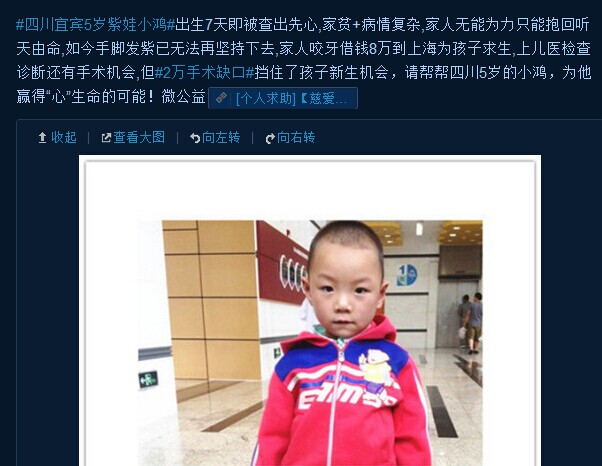 #四川宜宾5岁紫娃小鸿#出生7天即被查出先心,家贫+病情复杂,家人无能为力只能抱回听
天由命,如今手脚发紫已无法再坚持下去,家人咬牙借钱8万到上海为孩子求生,上儿医检查
诊断还有手术机会,但#2万手术缺口#挡住了孩子新生机会，请帮帮四川5岁的小鸿，为他
赢得“心”生命的可能！微公益 [个人求助]【慈爱...
收起 | 查看大图 | 向左转 | 向右转
1